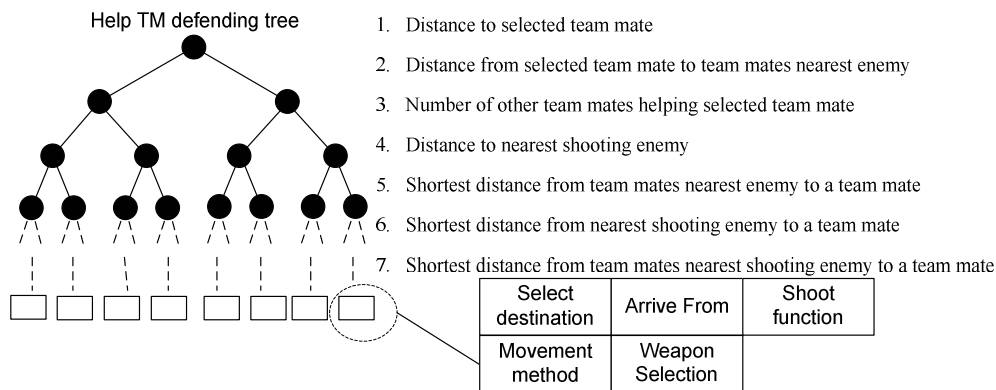 Help TM defending tree
1. Distance to selected team mate
2. Distance from selected team mate to team mates nearest enemy
3. Number of other team mates helping selected team mate
4. Distance to nearest shooting enemy
5. Shortest distance from team mates nearest enemy to a team mate
6. Shortest distance from nearest shooting enemy to a team mate
7. Shortest distance from team mates nearest shooting enemy to a team mate
Select
destination
Arrive From
Shoot
function
Movement
method
Weapon
Selection